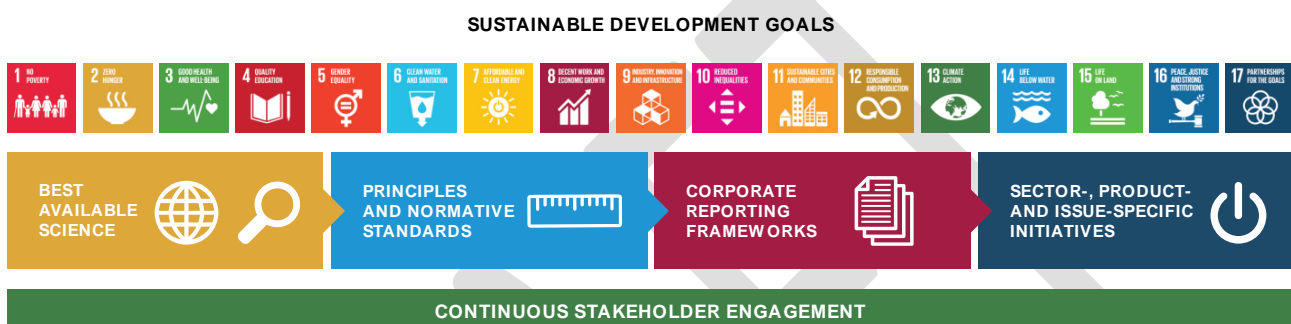 SUSTAINABLE DEVELOPMENT GOALS
1 NO
POVERTY
2 ZERO
HUNGER
3 GOOD HEALTH
AND WELL-BEING
4 QUALITY
EDUCATION
5 GENDER
EQUALITY
6 CLEAN WATER
AND SANITATION
7 AFFORDABLE AND
CLEAN ENERGY
8 DECENT WORK AND
ECONOMIC GROWTH
9 INDUSTRY, INNOVATION
AND INFRASTRUCTURE
10 REDUCED
INEQUALITIES
11 SUSTAINABLE CITIES
AND COMMUNITIES
12 RESPONSIBLE
CONSUMPTION
AND PRODUCTION
13 CLIMATE
ACTION
14 LIFE
BELOW WATER
15 LIFE
ON LAND
16 PEACE, JUSTICE
AND STRONG
INSTITUTIONS
17 PARTNERSHIPS
FOR THE GOALS
BEST
AVAILABLE
SCIENCE
PRINCIPLES
AND NORMATIVE
STANDARDS
CORPORATE
REPORTING
FRAMEWORKS
SECTOR-, PRODUCT-
AND ISSUE-SPECIFIC
INITIATIVES
CONTINUOUS STAKEHOLDER ENGAGEMENT